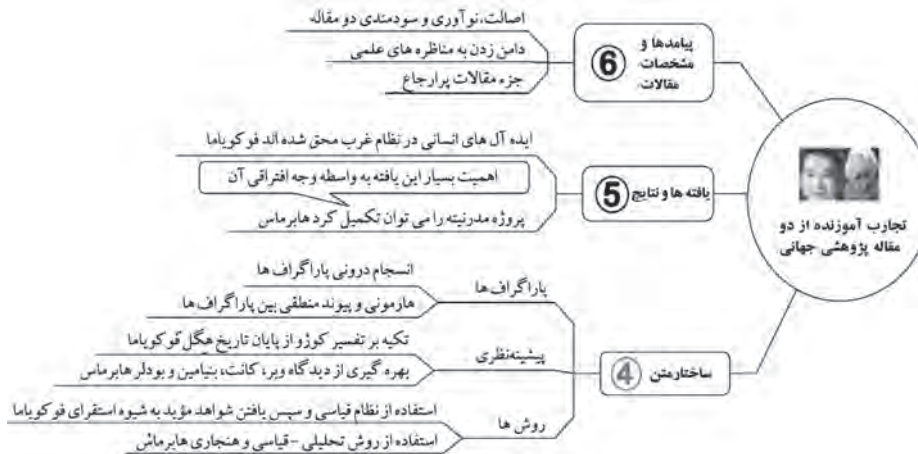 تجارب آموزنده از دو
مقاله پژوهشی جهانی
پیامدها و
مشخصات
مقالات
6
اصالت، نوآوری و سودمندی دو مقاله
دامن زدن به مناظره های علمی
جزء مقالات پرارجاع
یافته ها و نتایج
5
ایده آل های انسانی در نظام غرب محقق شده اند فوکویاما
اهمیت بسیار این یافته به واسطه وجه افتراقی آن
پروژه مدرنیته را می توان تکمیل کرد هابرماس
ساختار متن
4
پاراگراف ها
انسجام درونی پاراگراف ها
هارمونی و پیوند منطقی بین پاراگراف ها
پیشینه نظری
تکیه بر تفسیر کوژو از پایان تاریخ هگل فوکویاما
بهره گیری از دیدگاه وبر، کانت، بنیامین و بودلر هابرماس
روش ها
استفاده از نظام قیاسی و سپس یافتن شواهد مؤید به شیوه استقرای فوکویاما
استفاده از روش تحلیلی - قیاسی و هنجاری هابرماس